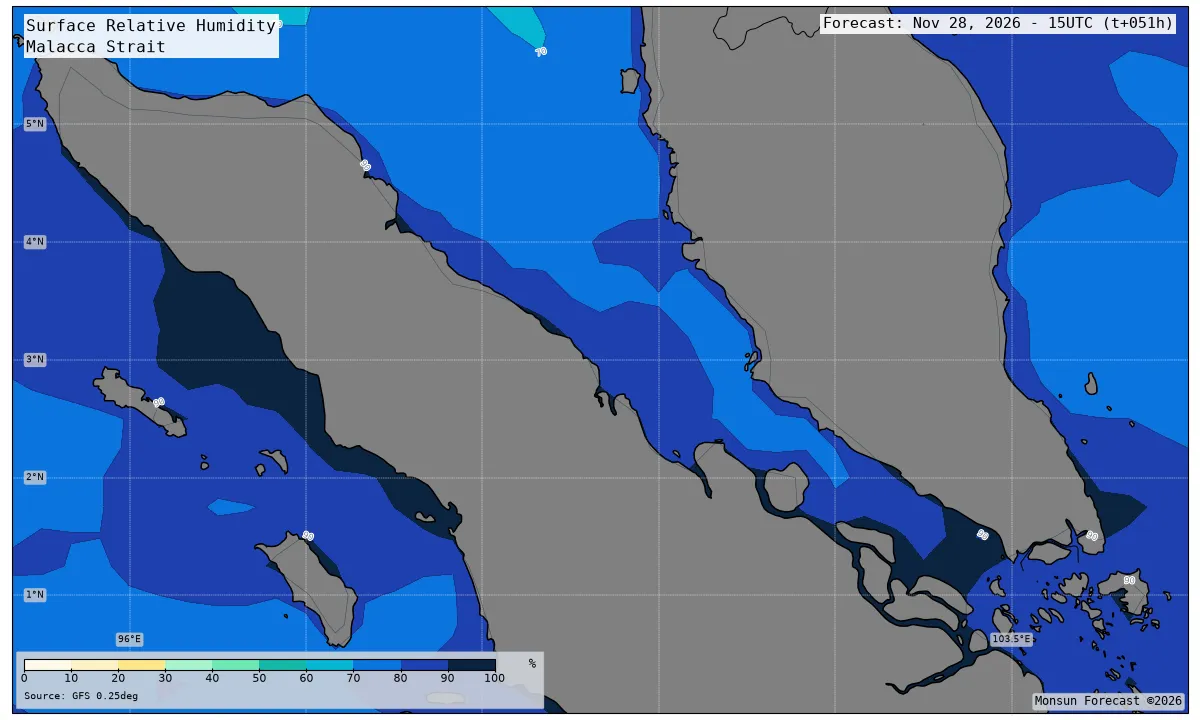 Surface Relative Humidity
Malacca Strait
Forecast: Nov 28, 2026 - 15UTC (t+051h)
70
5°N
90
4°N
3°N
90
2°N
90
90
90
1°N
90
96°E
103.5°E
%
0 10 20 30 40 50 60 70 80 90 100
Source: GFS 0.25deg
Monsun Forecast ©2026